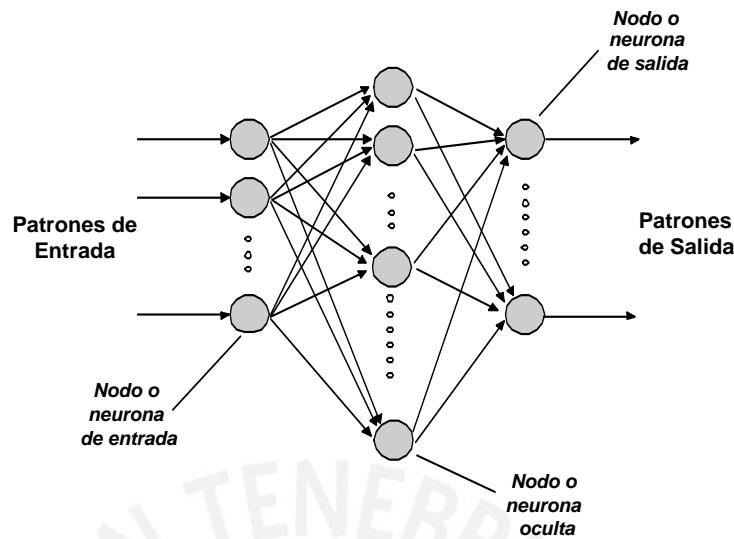 Nodo o
neurona
de salida
Patrones de
Entrada
Patrones
de Salida
Nodo o
neurona
de entrada
Nodo o
neurona
oculta